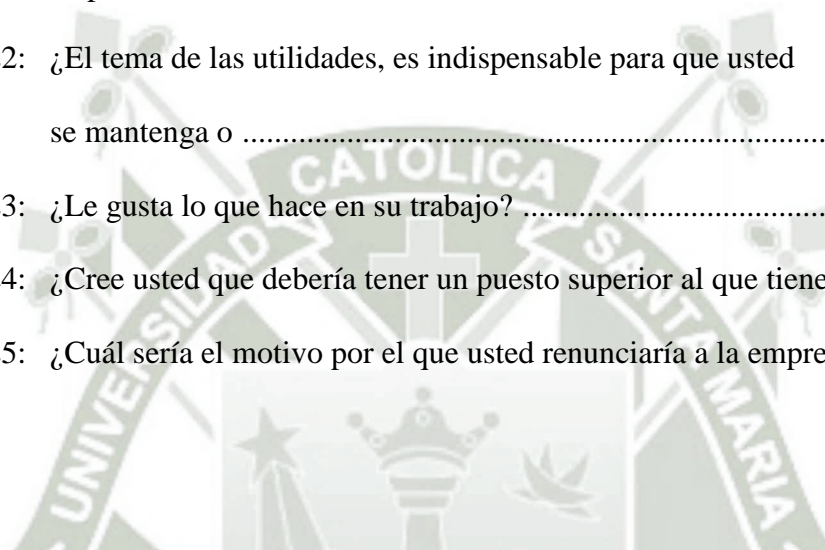 2: ¿El tema de las utilidades, es indispensable para que usted
se mantenga o ........................................................................
3: ¿Le gusta lo que hace en su trabajo? ......................................
4: ¿Cree usted que debería tener un puesto superior al que tiene
5: ¿Cuál sería el motivo por el que usted renunciaría a la empre
UNIVERSIDAD CATOLICA SANTA MARIA